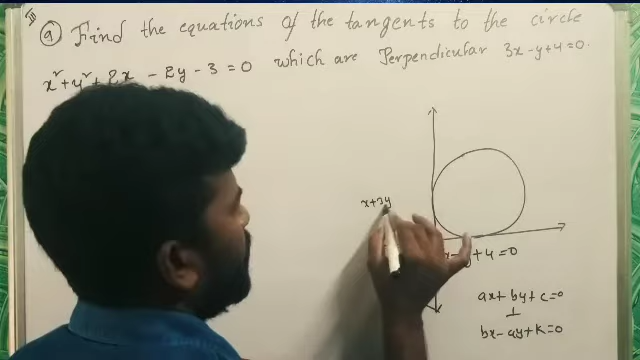 III
(a) Find the equations of the tangents to the circle
x² + y² + 2x - 2y - 3 = 0 which are Perpendicular 3x - y + 4 = 0.
x + 3y
x - y + 4 = 0
ax + by + c = 0
⊥
bx - ay + k = 0